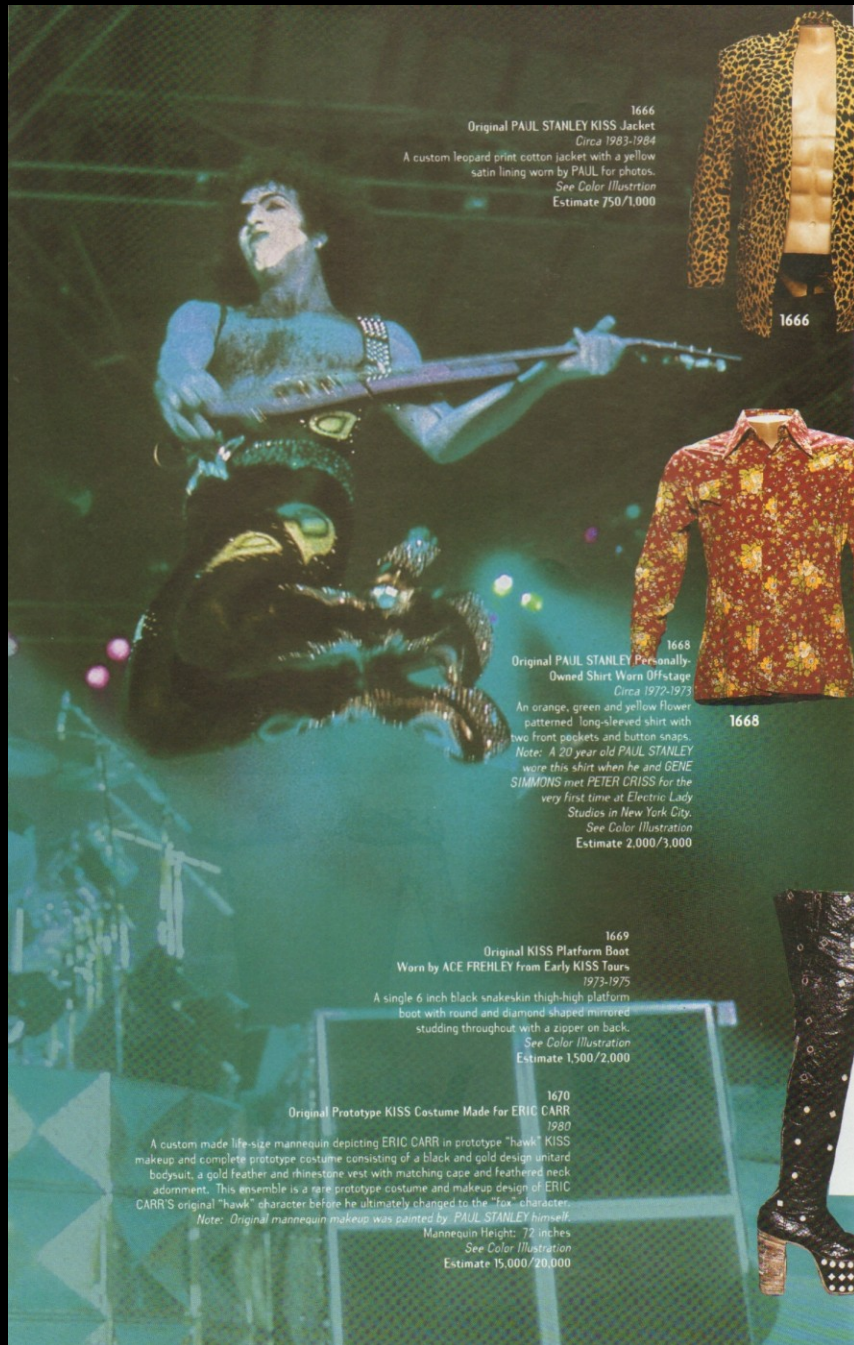 1666
Original PAUL STANLEY KISS Jacket
Circa 1983-1984
A custom leopard print cotton jacket with a yellow
satin lining worn by PAUL for photos.
See Color Illustrtion
Estimate 750/1,000
1666
1668
Original PAUL STANLEY Personally-
Owned Shirt Worn Offstage
Circa 1972-1973
An orange, green and yellow flower
patterned long-sleeved shirt with
two front pockets and button snaps.
Note: A 20 year old PAUL STANLEY
wore this shirt when he and GENE
SIMMONS met PETER CRISS for the
very first time at Electric Lady
Studios in New York City.
See Color Illustration
Estimate 2,000/3,000
1668
1669
Original KISS Platform Boot
Worn by ACE FREHLEY from Early KISS Tours
1973-1975
A single 6 inch black snakeskin thigh-high platform
boot with round and diamond shaped mirrored
studding throughout with a zipper on back.
See Color Illustration
Estimate 1,500/2,000
1670
Original Prototype KISS Costume Made for ERIC CARR
1980
A custom made life-size mannequin depicting ERIC CARR in prototype "hawk" KISS
makeup and complete prototype costume consisting of a black and gold design unitard
bodysuit, a gold feather and rhinestone vest with matching cape and feathered neck
adornment. This ensemble is a rare prototype costume and makeup design of ERIC
CARR'S original "hawk" character before he ultimately changed to the "fox" character.
Note: Original mannequin makeup was painted by PAUL STANLEY himself.
Mannequin Height: 72 inches
See Color Illustration
Estimate 15,000/20,000